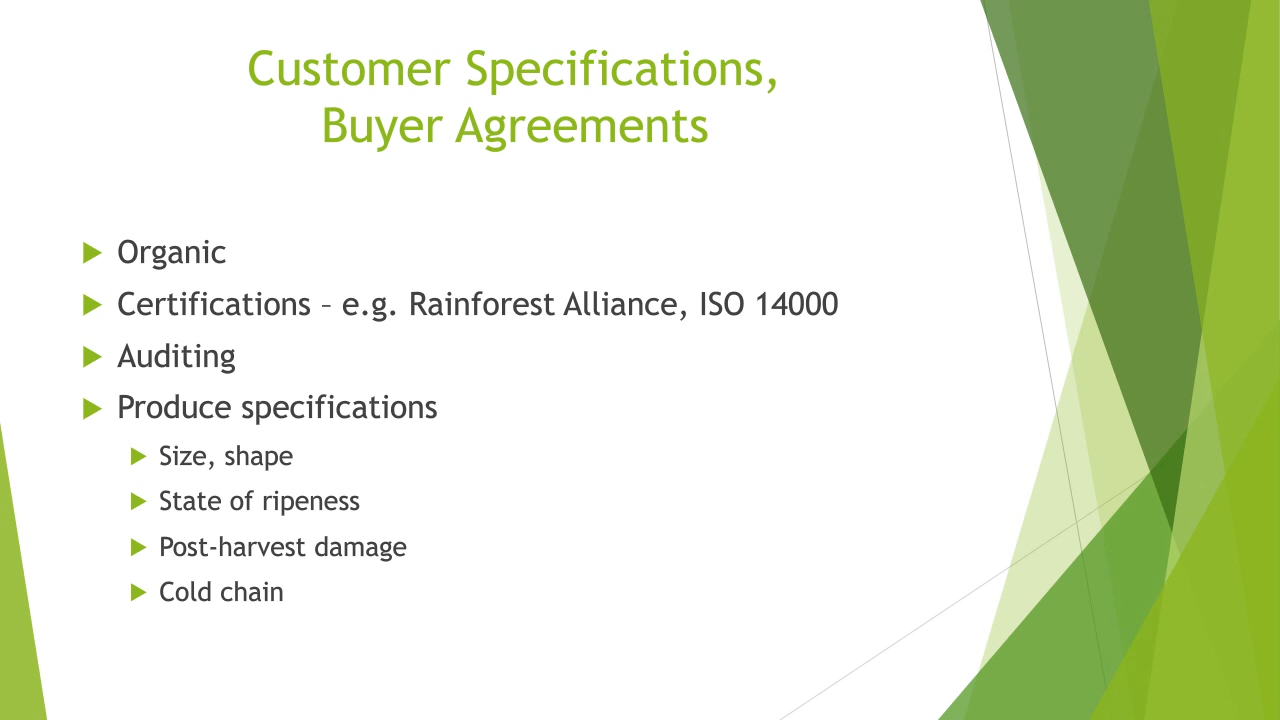 Customer Specifications,
Buyer Agreements
Organic
Certifications – e.g. Rainforest Alliance, ISO 14000
Auditing
Produce specifications
Size, shape
State of ripeness
Post-harvest damage
Cold chain